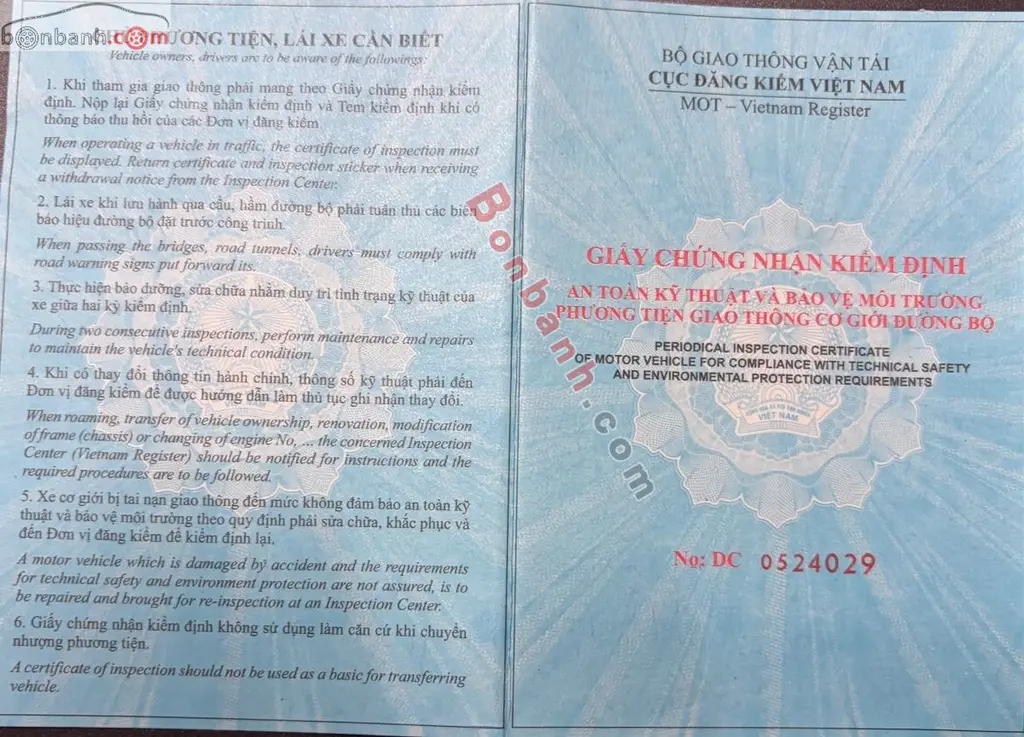 bonbanh.com
ƯƠNG TIỆN, LÁI XE CẦN BIẾT
Vehicle owners, drivers are to be aware of the followings:
1. Khi tham gia giao thông phải mang theo Giấy chứng nhận kiểm
định. Nộp lại Giấy chứng nhận kiểm định và Tem kiểm định khi có
thông báo thu hồi của các Đơn vị đăng kiểm.
When operating a vehicle in traffic, the certificate of inspection must
be displayed. Return certificate and inspection sticker when receiving
a withdrawal notice from the Inspection Center.
2. Lái xe khi lưu hành qua cầu, hầm đường bộ phải tuân thủ các biển
báo hiệu đường bộ đặt trước công trình.
When passing the bridges, road tunnels, drivers must comply with
road warning signs put forward its.
3. Thực hiện bảo dưỡng, sửa chữa nhằm duy trì tình trạng kỹ thuật của
xe giữa hai kỳ kiểm định.
During two consecutive inspections, perform maintenance and repairs
to maintain the vehicle's technical condition.
4. Khi có thay đổi thông tin hành chính, thông số kỹ thuật phải đến
Đơn vị đăng kiểm để được hướng dẫn làm thủ tục ghi nhận thay đổi.
When roaming, transfer of vehicle ownership, renovation, modification
of frame (chassis) or changing of engine No, ... the concerned Inspection
Center (Vietnam Register) should be notified for instructions and the
required procedures are to be followed.
5. Xe cơ giới bị tai nạn giao thông đến mức không đảm bảo an toàn kỹ
thuật và bảo vệ môi trường theo quy định phải sửa chữa, khắc phục và
đến Đơn vị đăng kiểm để kiểm định lại.
A motor vehicle which is damaged by accident and the requirements
for technical safety and environment protection are not assured, is to
be repaired and brought for re-inspection at an Inspection Center.
6. Giấy chứng nhận kiểm định không sử dụng làm căn cứ khi chuyển
nhượng phương tiện.
A certificate of inspection should not be used as a basic for transferring
vehicle.
BỘ GIAO THÔNG VẬN TẢI
CỤC ĐĂNG KIỂM VIỆT NAM
MOT – Vietnam Register
GIẤY CHỨNG NHẬN KIỂM ĐỊNH
AN TOÀN KỸ THUẬT VÀ BẢO VỆ MÔI TRƯỜNG
PHƯƠNG TIỆN GIAO THÔNG CƠ GIỚI ĐƯỜNG BỘ
PERIODICAL INSPECTION CERTIFICATE
OF MOTOR VEHICLE FOR COMPLIANCE WITH TECHNICAL SAFETY
AND ENVIRONMENTAL PROTECTION REQUIREMENTS
VIỆT NAM
No: DC 0524029
Bonbanh.com